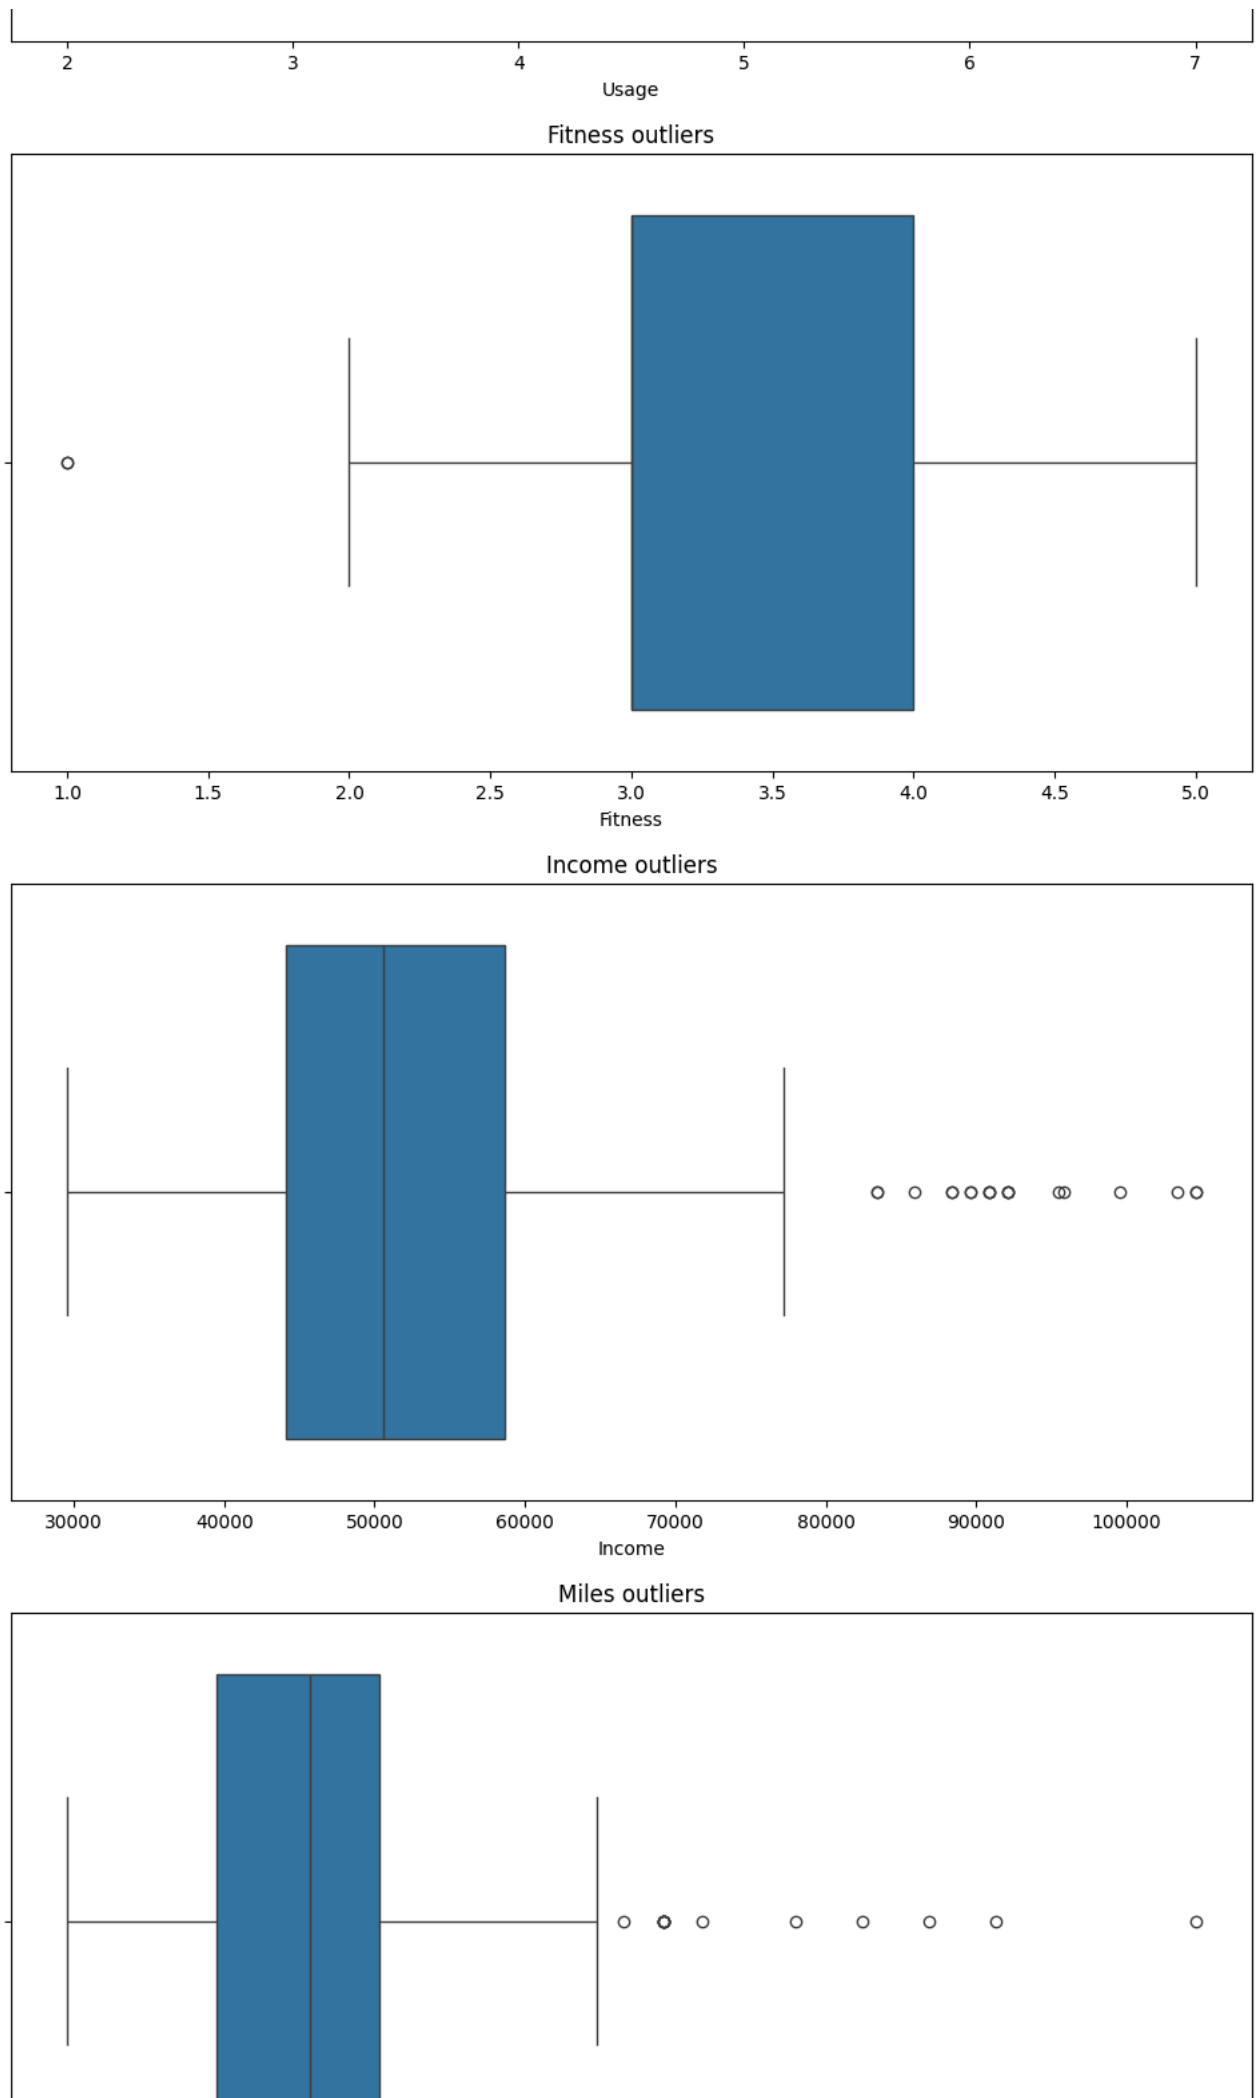 2 3 4 5 6 7
Usage
Fitness outliers
1.0 1.5 2.0 2.5 3.0 3.5 4.0 4.5 5.0
Fitness
Income outliers
30000 40000 50000 60000 70000 80000 90000 100000
Income
Miles outliers